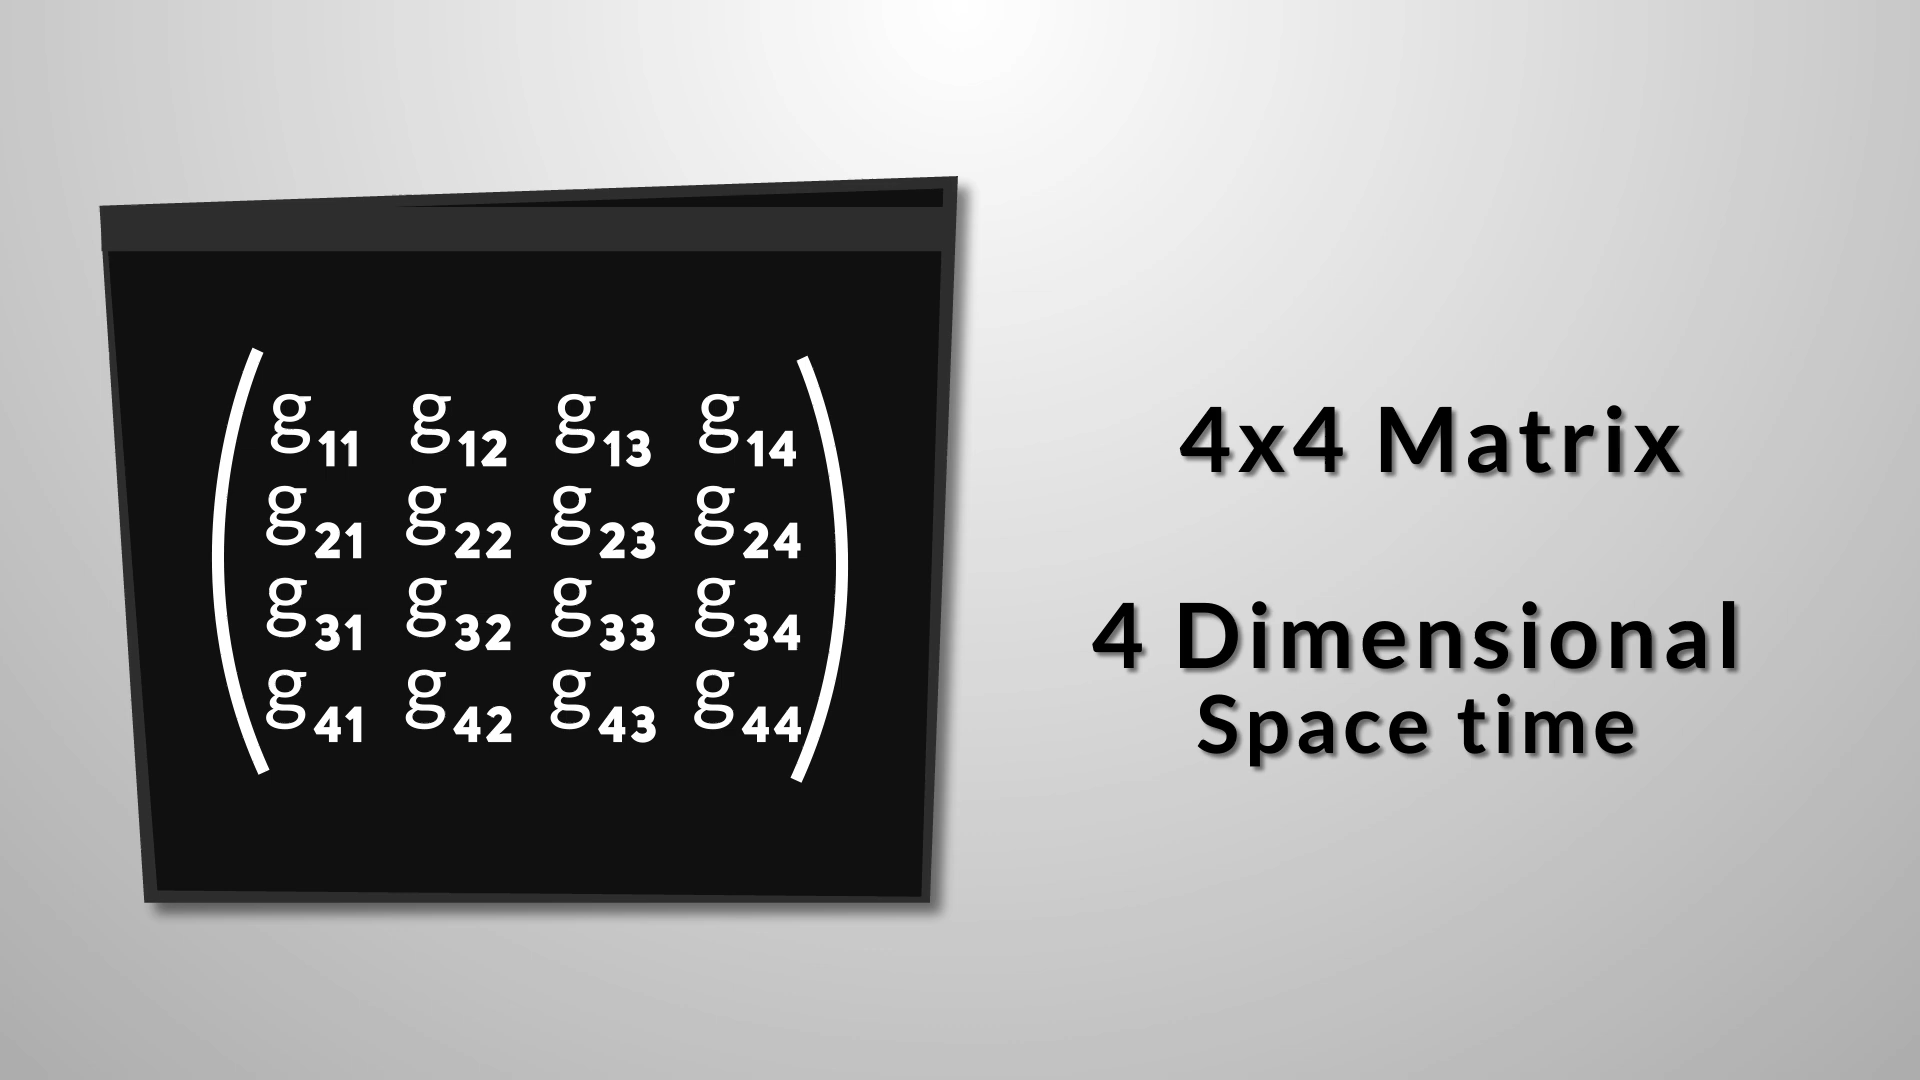 g₁₁ g₁₂ g₁₃ g₁₄
g₂₁ g₂₂ g₂₃ g₂₄
g₃₁ g₃₂ g₃₃ g₃₄
g₄₁ g₄₂ g₄₃ g₄₄
4x4 Matrix
4 Dimensional
Space time